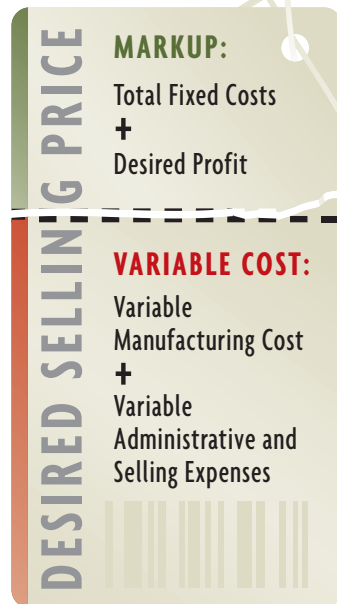 DESIRED SELLING PRICE
MARKUP:
Total Fixed Costs
+
Desired Profit
VARIABLE COST:
Variable
Manufacturing Cost
+
Variable
Administrative and
Selling Expenses